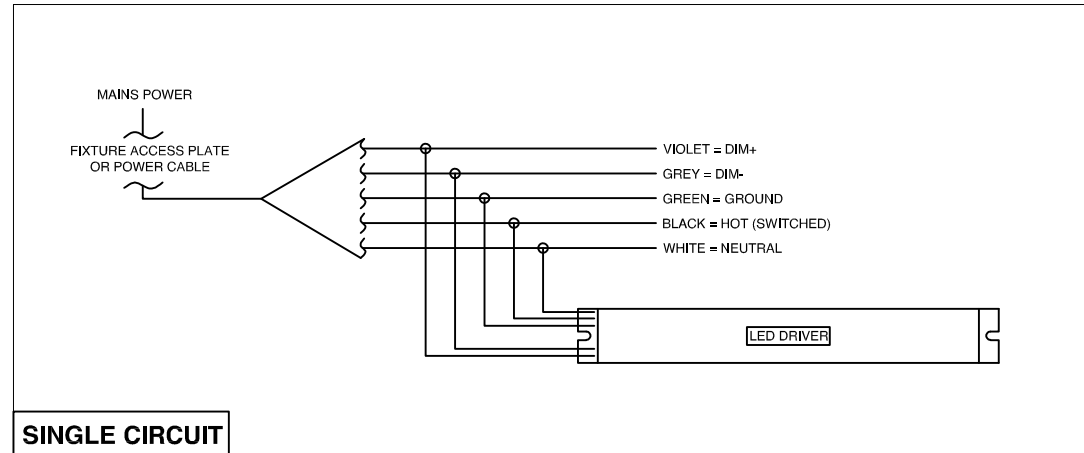 MAINS POWER
FIXTURE ACCESS PLATE
OR POWER CABLE
VIOLET = DIM+
GREY = DIM-
GREEN = GROUND
BLACK = HOT (SWITCHED)
WHITE = NEUTRAL
LED DRIVER
SINGLE CIRCUIT